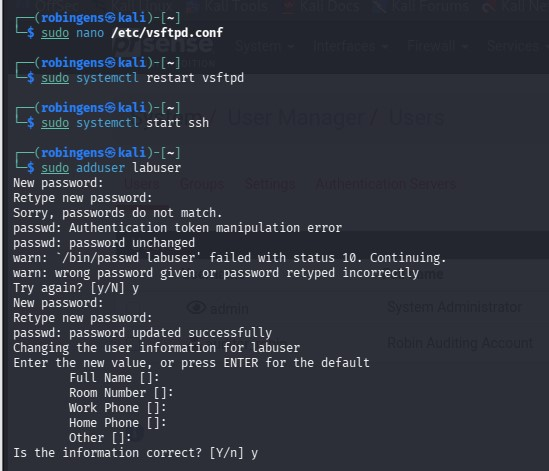 ┌──(robingens㉿kali)-[~]
└─$ sudo nano /etc/vsftpd.conf
┌──(robingens㉿kali)-[~]
└─$ sudo systemctl restart vsftpd
┌──(robingens㉿kali)-[~]
└─$ sudo systemctl start ssh
┌──(robingens㉿kali)-[~]
└─$ sudo adduser labuser
New password:
Retype new password:
Sorry, passwords do not match.
passwd: Authentication token manipulation error
passwd: password unchanged
warn: `/bin/passwd labuser' failed with status 10. Continuing.
warn: wrong password given or password retyped incorrectly
Try again? [y/N] y
New password:
Retype new password:
passwd: password updated successfully
Changing the user information for labuser
Enter the new value, or press ENTER for the default
Full Name []:
Room Number []:
Work Phone []:
Home Phone []:
Other []:
Is the information correct? [Y/n] y
Kali Tools
Kali Docs
Kali Forums
System
Interfaces
Firewall
Services
User Manager / Users
Groups
Settings
Authentication Servers
admin
System Administrator
Robin Auditing Account